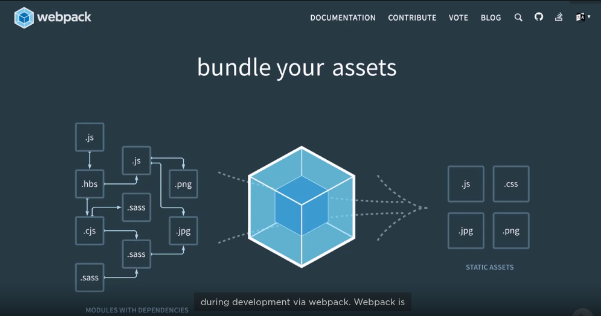 webpack
DOCUMENTATION CONTRIBUTE VOTE BLOG
bundle your assets
.js
.js
.hbs
.png
.sass
.cjs
.jpg
.sass
.sass
MODULES WITH DEPENDENCIES
.js .css
.jpg .png
STATIC ASSETS
during development via webpack. Webpack is